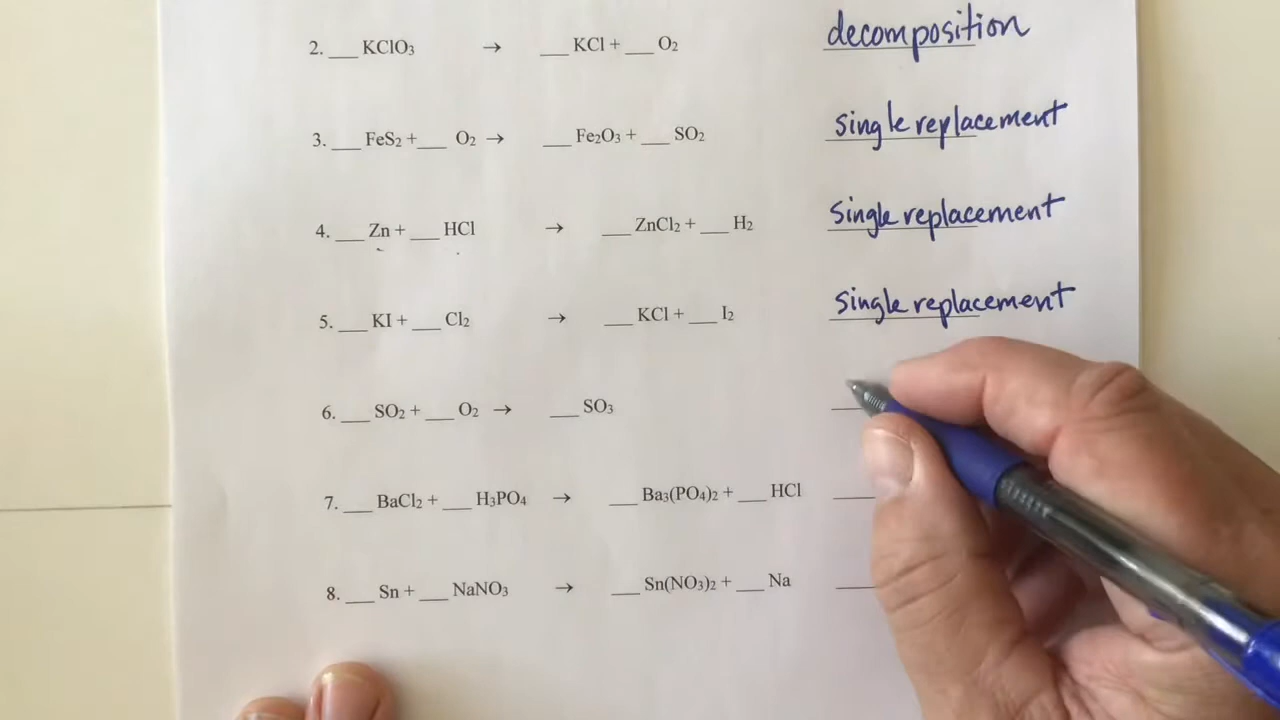 2. ___ KClO₃ → ___ KCl + ___ O₂ decomposition
3. ___ FeS₂ + ___ O₂ → ___ Fe₂O₃ + ___ SO₂ single replacement
4. ___ Zn + ___ HCl → ___ ZnCl₂ + ___ H₂ single replacement
5. ___ KI + ___ Cl₂ → ___ KCl + ___ I₂ single replacement
6. ___ SO₂ + ___ O₂ → ___ SO₃
7. ___ BaCl₂ + ___ H₃PO₄ → ___ Ba₃(PO₄)₂ + ___ HCl
8. ___ Sn + ___ NaNO₃ → ___ Sn(NO₃)₂ + ___ Na